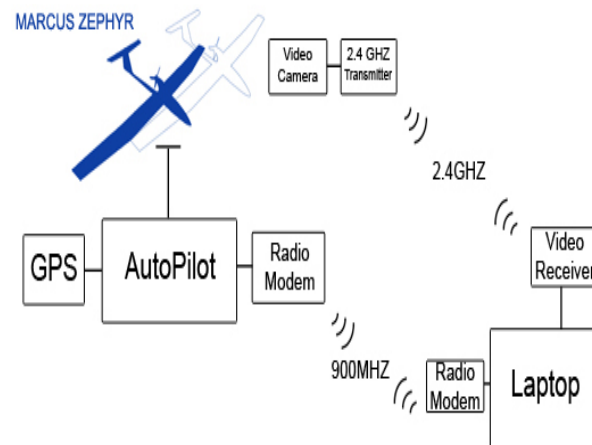 MARCUS ZEPHYR
Video
Camera
2.4 GHZ
Transmitter
2.4GHZ
Video
Receiver
GPS
AutoPilot
Radio
Modem
900MHZ
Radio
Modem
Laptop